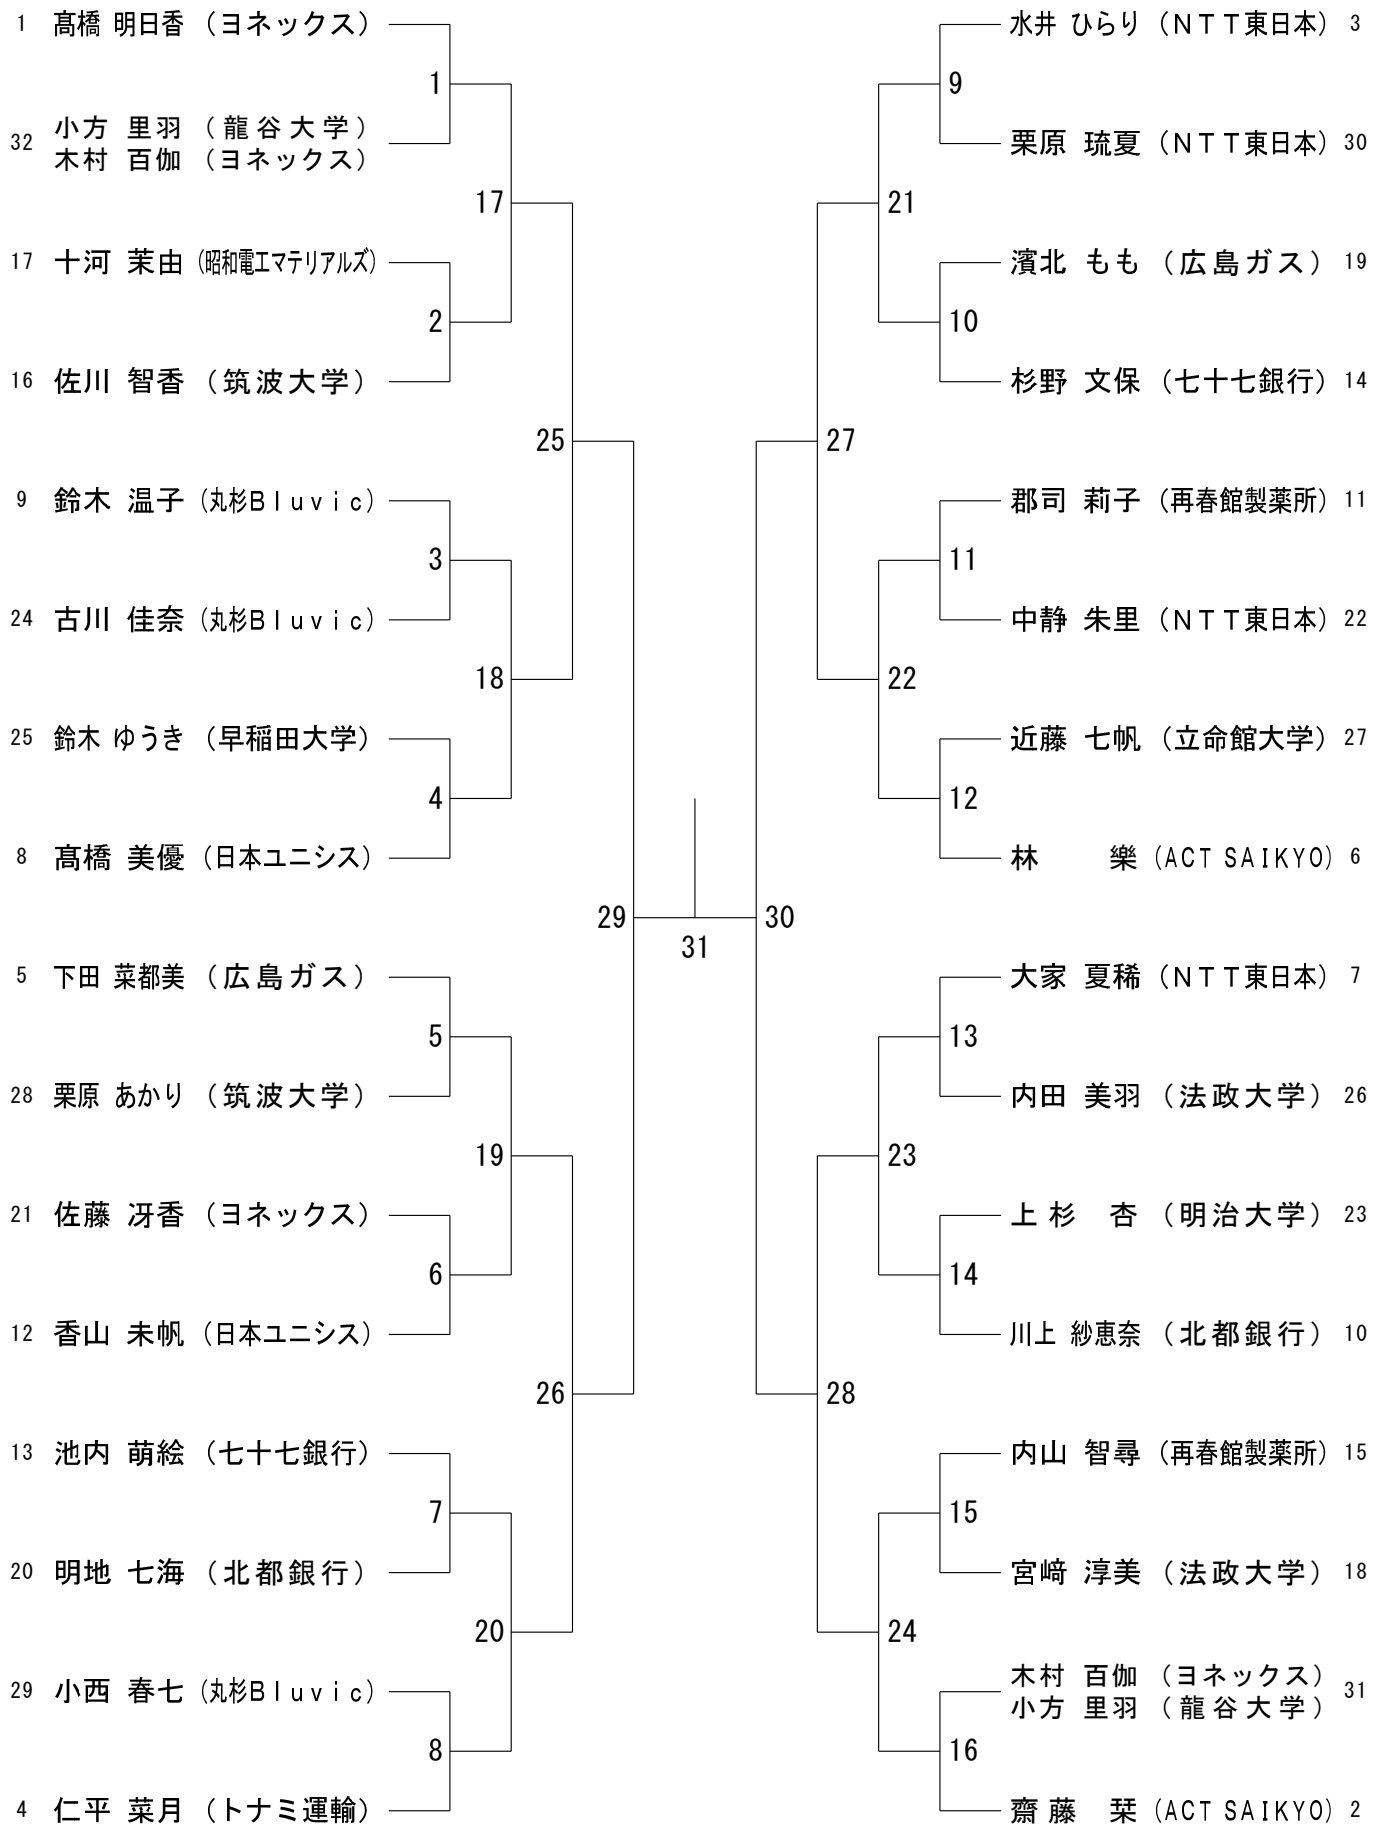 1 髙橋 明日香 (ヨネックス)
1
32 小方 里羽 (龍谷大学)
木村 百伽 (ヨネックス)
17
17 十河 茉由 (昭和電工マテリアルズ)
2
16 佐川 智香 (筑波大学)
25
9 鈴木 温子 (丸杉Bluvic)
3
24 古川 佳奈 (丸杉Bluvic)
18
25 鈴木 ゆうき (早稲田大学)
4
8 髙橋 美優 (日本ユニシス)
29
5 下田 菜都美 (広島ガス)
5
28 栗原 あかり (筑波大学)
19
21 佐藤 冴香 (ヨネックス)
6
12 香山 未帆 (日本ユニシス)
26
13 池内 萌絵 (七十七銀行)
7
20 明地 七海 (北都銀行)
20
29 小西 春七 (丸杉Bluvic)
8
4 仁平 菜月 (トナミ運輸)
31
水井 ひらり (NTT東日本) 3
9
栗原 琉夏 (NTT東日本) 30
21
濱北 もも (広島ガス) 19
10
杉野 文保 (七十七銀行) 14
27
郡司 莉子 (再春館製薬所) 11
11
中静 朱里 (NTT東日本) 22
22
近藤 七帆 (立命館大学) 27
12
林 樂 (ACT SAIKYO) 6
30
大家 夏稀 (NTT東日本) 7
13
内田 美羽 (法政大学) 26
23
上杉 杏 (明治大学) 23
14
川上 紗恵奈 (北都銀行) 10
28
内山 智尋 (再春館製薬所) 15
15
宮﨑 淳美 (法政大学) 18
24
木村 百伽 (ヨネックス)
小方 里羽 (龍谷大学) 31
16
齋藤 栞 (ACT SAIKYO) 2